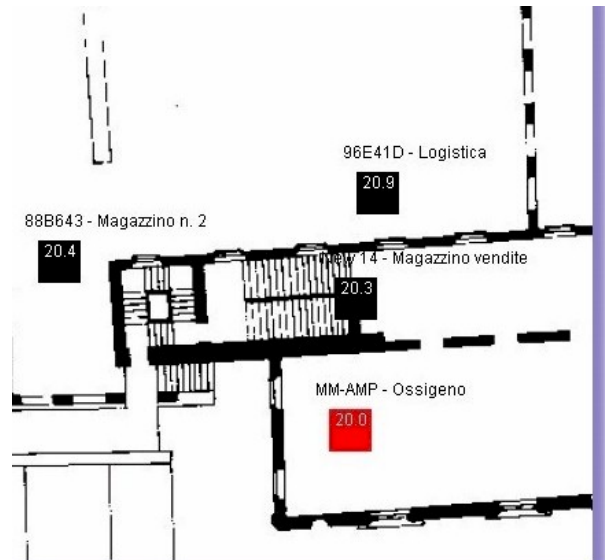 96E41D - Logistica
20.9
88B643 - Magazzino n. 2
20.4
New 14 - Magazzino vendite
20.3
MM-AMP - Ossigeno
20.0